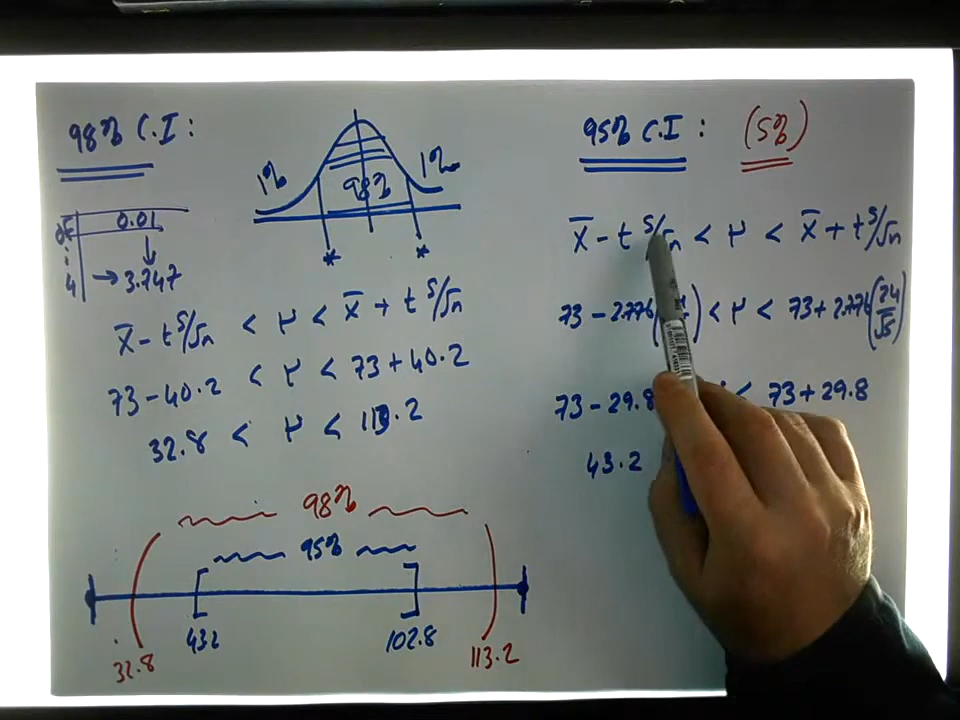 98% C.I :
1% 98% 1%
* *
df 0.01
4 → 3.747
x̄ - t s/√n < μ < x̄ + t s/√n
73 - 40.2 < μ < 73 + 40.2
32.8 < μ < 113.2
98%
95%
43.2 102.8
32.8 113.2
95% C.I : (5%)
x̄ - t s/√n < μ < x̄ + t s/√n
73 - 2.776 ( ) < μ < 73 + 2.776 (24/√5)
73 - 29.8 < 73 + 29.8
43.2